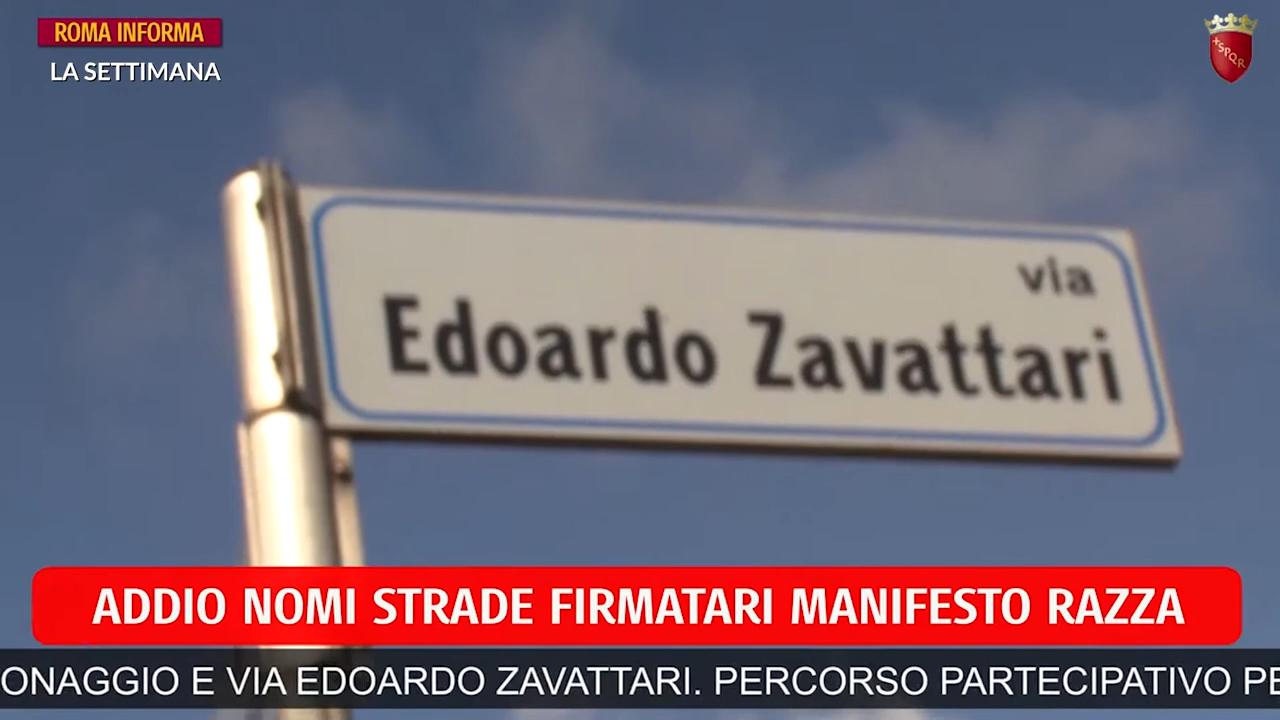 ROMA INFORMA
LA SETTIMANA
SPQR
via
Edoardo Zavattari
ADDIO NOMI STRADE FIRMATARI MANIFESTO RAZZA
ONAGGIO E VIA EDOARDO ZAVATTARI. PERCORSO PARTECIPATIVO PE